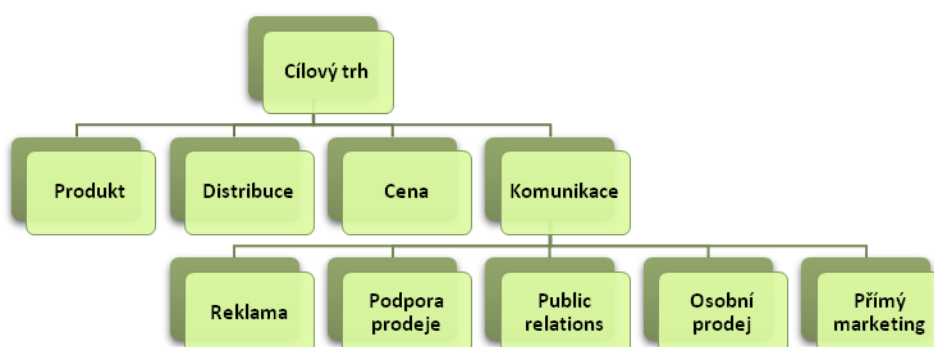 Cílový trh
Produkt
Distribuce
Cena
Komunikace
Reklama
Podpora
prodeje
Public
relations
Osobní
prodej
Přímý
marketing